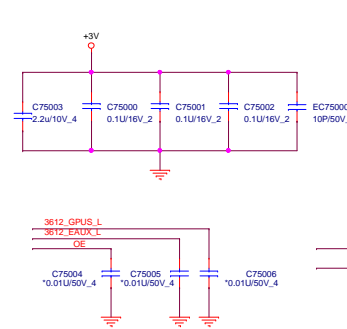 +3V
C75003
2.2u/10V_4
C75000
0.1U/16V_2
C75001
0.1U/16V_2
C75002
0.1U/16V_2
EC7500
10P/50V_
3612_GPUS_L
3612_EAUX_L
OE
C75004
*0.01U/50V_4
C75005
*0.01U/50V_4
C75006
*0.01U/50V_4